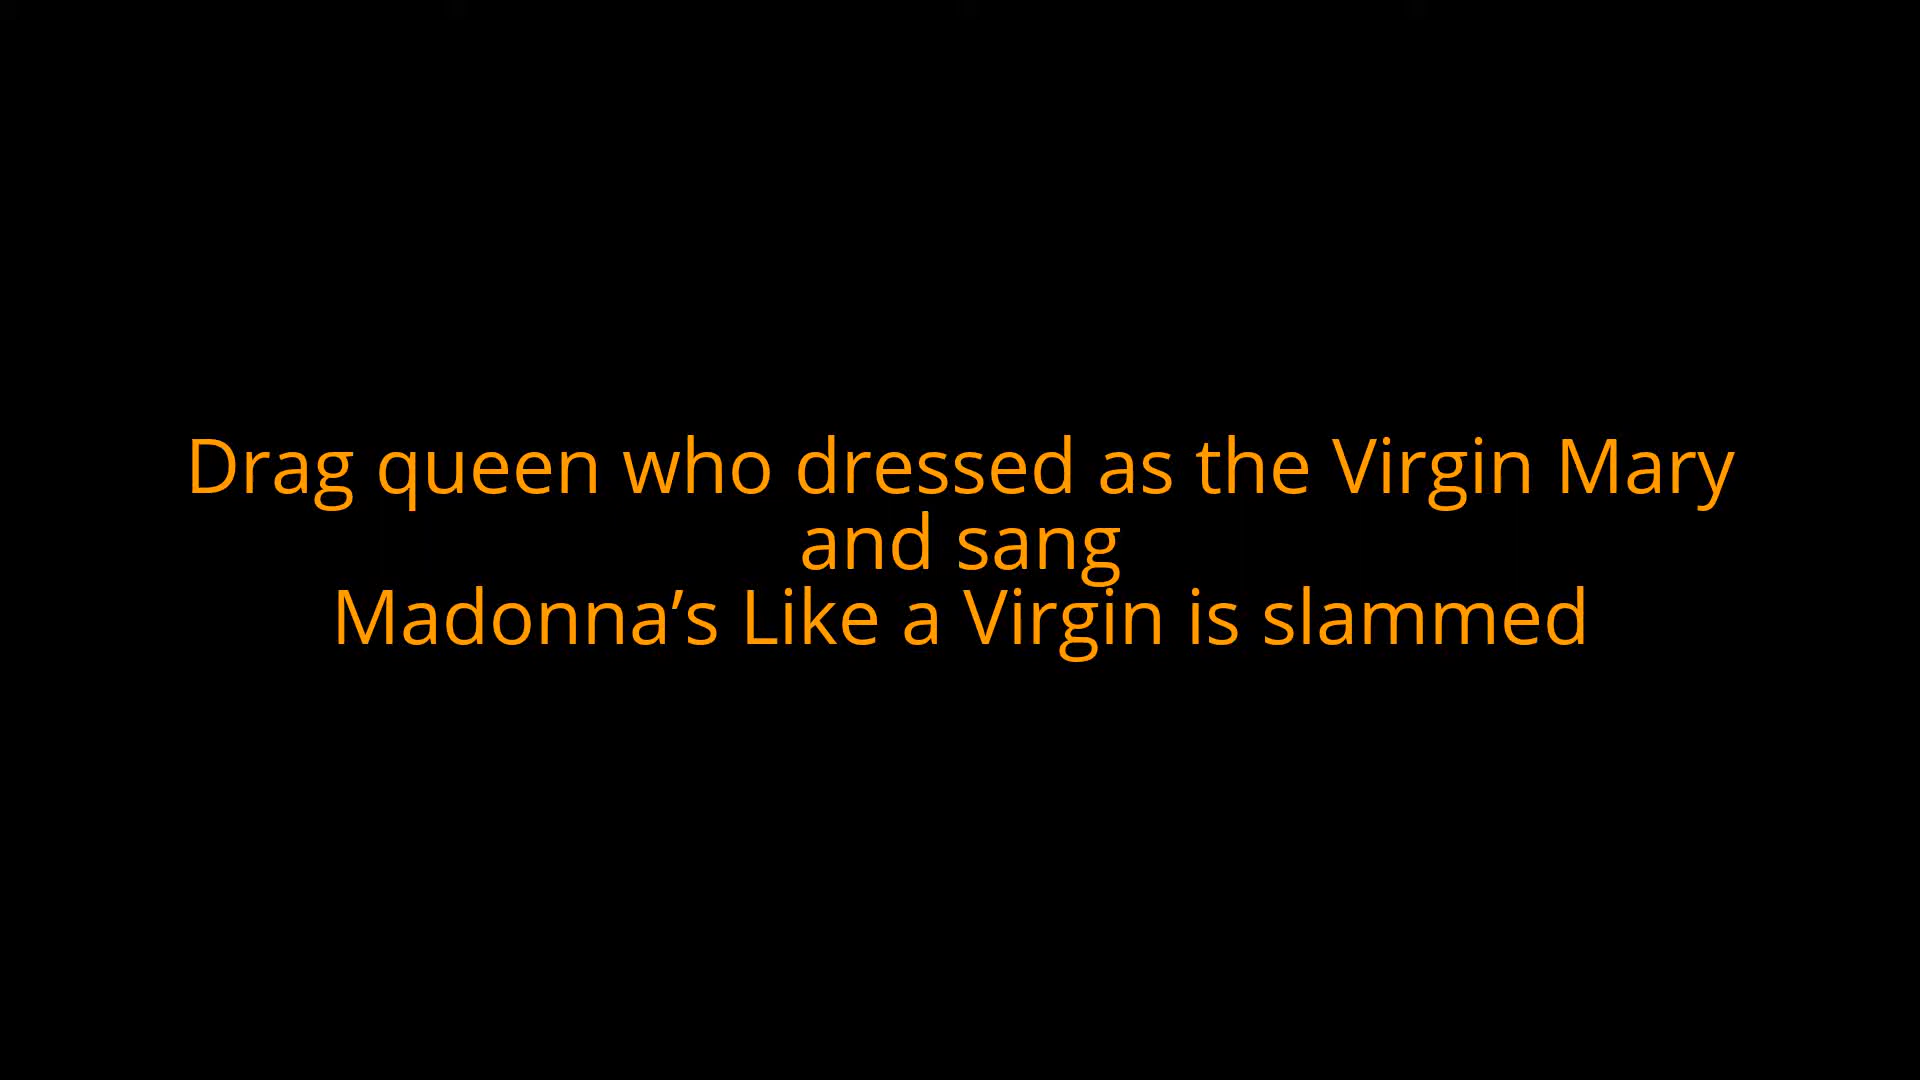 Drag queen who dressed as the Virgin Mary
and sang
Madonna’s Like a Virgin is slammed